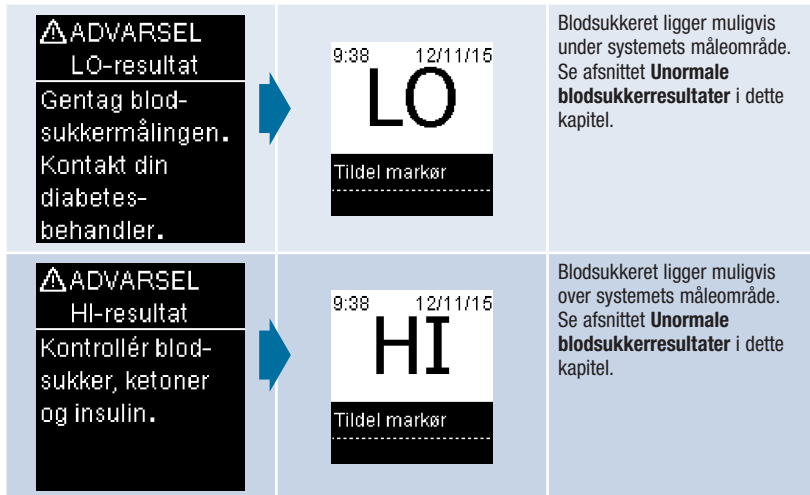 ⚠ADVARSEL
LO-resultat
Gentag blod-
sukkermålingen.
Kontakt din
diabetes-
behandler.
9:38 12/11/15
LO
Tildel markør
Blodsukkeret ligger muligvis
under systemets måleområde.
Se afsnittet Unormale
blodsukkerresultater i dette
kapitel.
⚠ADVARSEL
HI-resultat
Kontrollér blod-
sukker, ketoner
og insulin.
9:38 12/11/15
HI
Tildel markør
Blodsukkeret ligger muligvis
over systemets måleområde.
Se afsnittet Unormale
blodsukkerresultater i dette
kapitel.